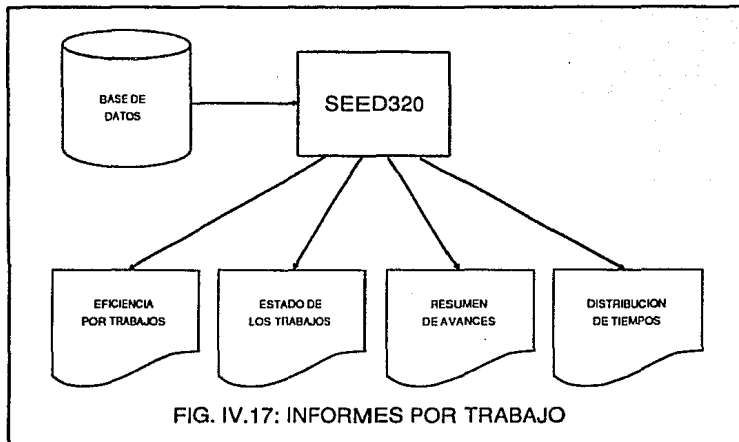 BASE DE
DATOS
SEED320
EFICIENCIA
POR TRABAJOS
ESTADO DE
LOS TRABAJOS
RESUMEN
DE AVANCES
DISTRIBUCION
DE TIEMPOS
FIG. IV.17: INFORMES POR TRABAJO